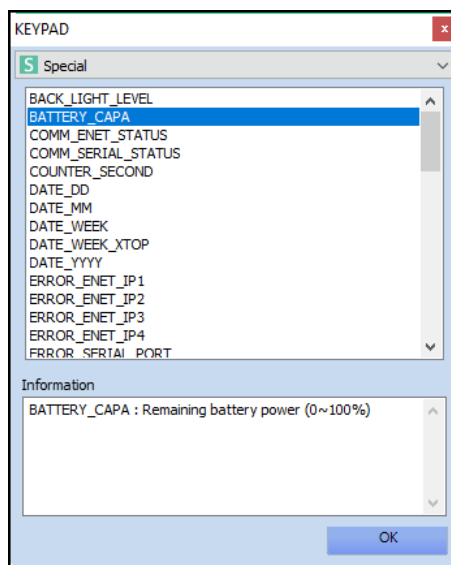 KEYPAD
x
S Special
BACK_LIGHT_LEVEL
BATTERY_CAPA
COMM_ENET_STATUS
COMM_SERIAL_STATUS
COUNTER_SECOND
DATE_DD
DATE_MM
DATE_WEEK
DATE_WEEK_XTOP
DATE_YYYY
ERROR_ENET_IP1
ERROR_ENET_IP2
ERROR_ENET_IP3
ERROR_ENET_IP4
ERROR_SERIAL_PORT
Information
BATTERY_CAPA : Remaining battery power (0~100%)
OK